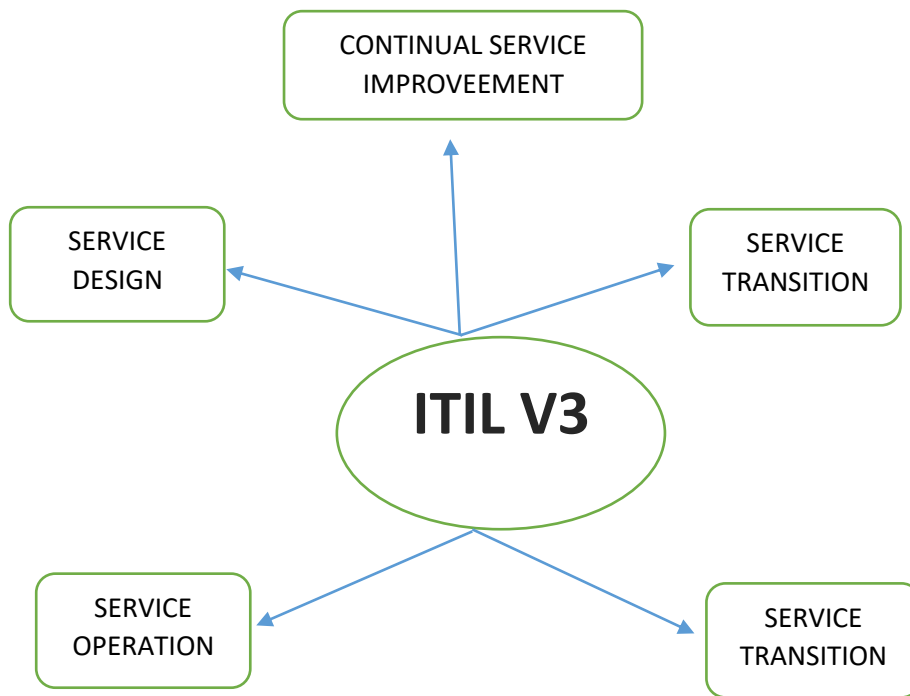 CONTINUAL SERVICE
IMPROVEEMENT
SERVICE
DESIGN
SERVICE
TRANSITION
ITIL V3
SERVICE
OPERATION
SERVICE
TRANSITION